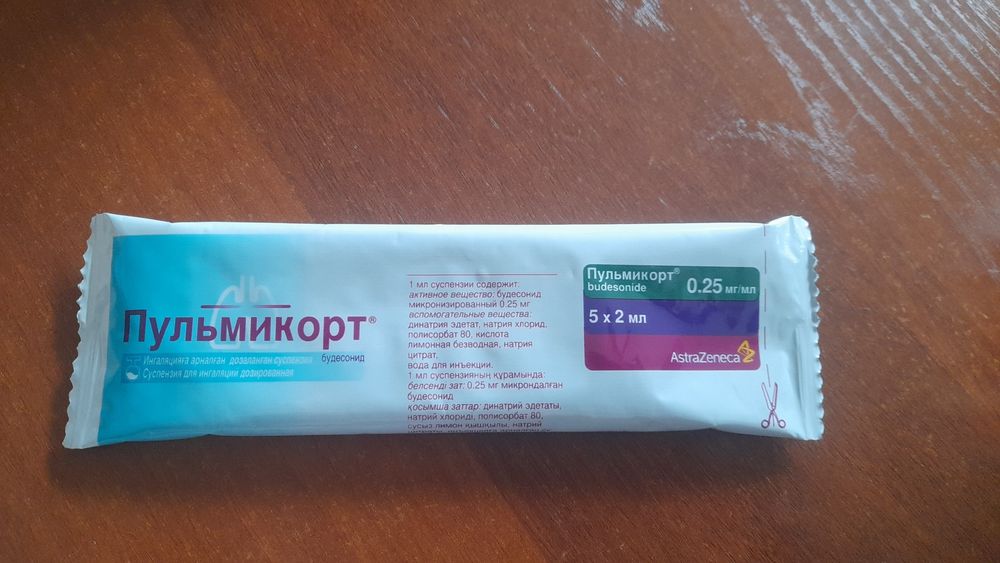 Пульмикорт®
Ингаляцияға арналған дозаланған суспензия
будесонид
Суспензия для ингаляции дозированная
1 мл суспензии содержит:
активное вещество: будесонид
микронизированный 0.25 мг
вспомогательные вещества:
динатрия эдетат, натрия хлорид,
полисорбат 80, кислота
лимонная безводная, натрия
цитрат,
вода для инъекции.
1 мл суспензияның құрамында:
белсенді зат: 0.25 мг микрондалған
будесонид
қосымша заттар: динатрий эдетаты,
натрий хлориді, полисорбат 80,
сусыз лимон қышқылы, натрий
Пульмикорт®
budesonide
0.25 мг/мл
5 x 2 мл
AstraZeneca